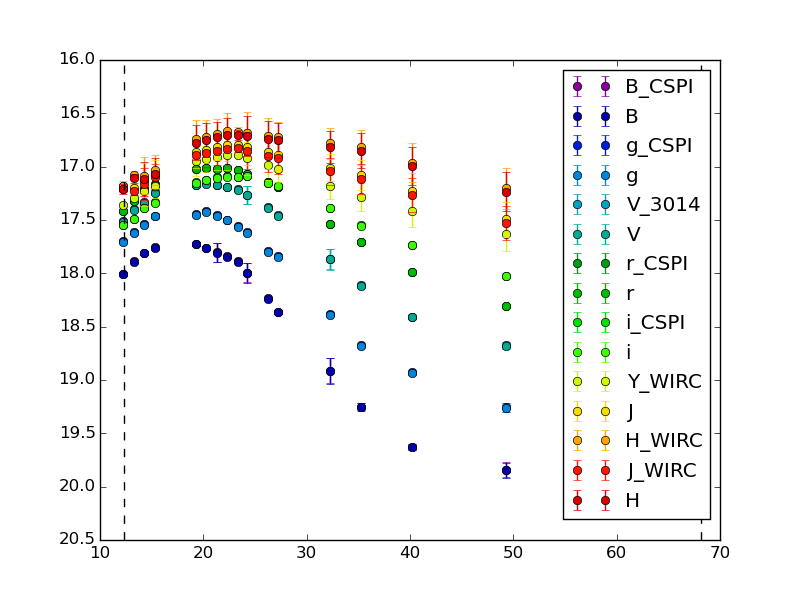 16.0
16.5
17.0
17.5
18.0
18.5
19.0
19.5
20.0
20.5
10 20 30 40 50 60 70
B_CSPI
B
g_CSPI
g
V_3014
V
r_CSPI
r
i_CSPI
i
Y_WIRC
J
H_WIRC
J_WIRC
H